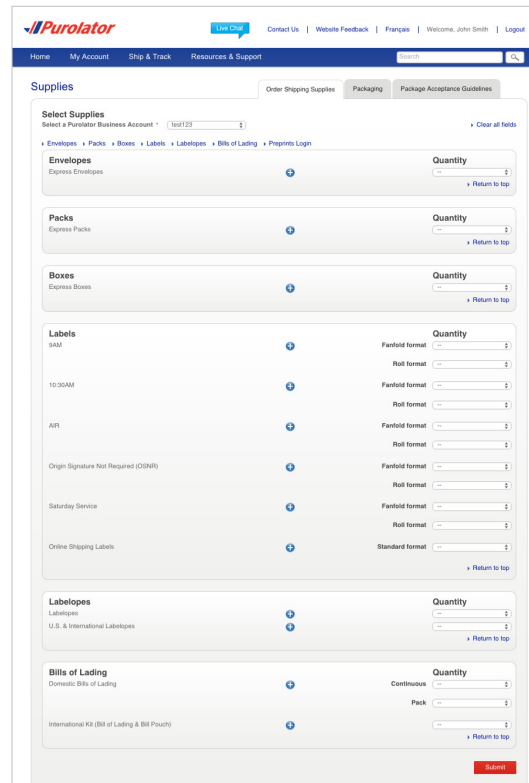 Purolator
Live Chat
Contact Us | Website Feedback | Français | Welcome, John Smith | Logout
Home My Account Ship & Track Resources & Support Search
Supplies
Order Shipping Supplies Packaging Package Acceptance Guidelines
Select Supplies
Select a Purolator Business Account * test123 Clear all fields
Envelopes Packs Boxes Labels Labelopes Bills of Lading Preprints Login
Envelopes Quantity
Express Envelopes --
Return to top
Packs Quantity
Express Packs --
Return to top
Boxes Quantity
Express Boxes --
Return to top
Labels Quantity
9AM Fanfold format --
Roll format --
10:30AM Fanfold format --
Roll format --
AIR Fanfold format --
Roll format --
Origin Signature Not Required (OSNR) Fanfold format --
Roll format --
Saturday Service Fanfold format --
Roll format --
Online Shipping Labels Standard format --
Return to top
Labelopes Quantity
Labelopes --
U.S. & International Labelopes --
Return to top
Bills of Lading Quantity
Domestic Bills of Lading Continuous --
Pack --
International Kit (Bill of Lading & Bill Pouch) --
Return to top
Submit